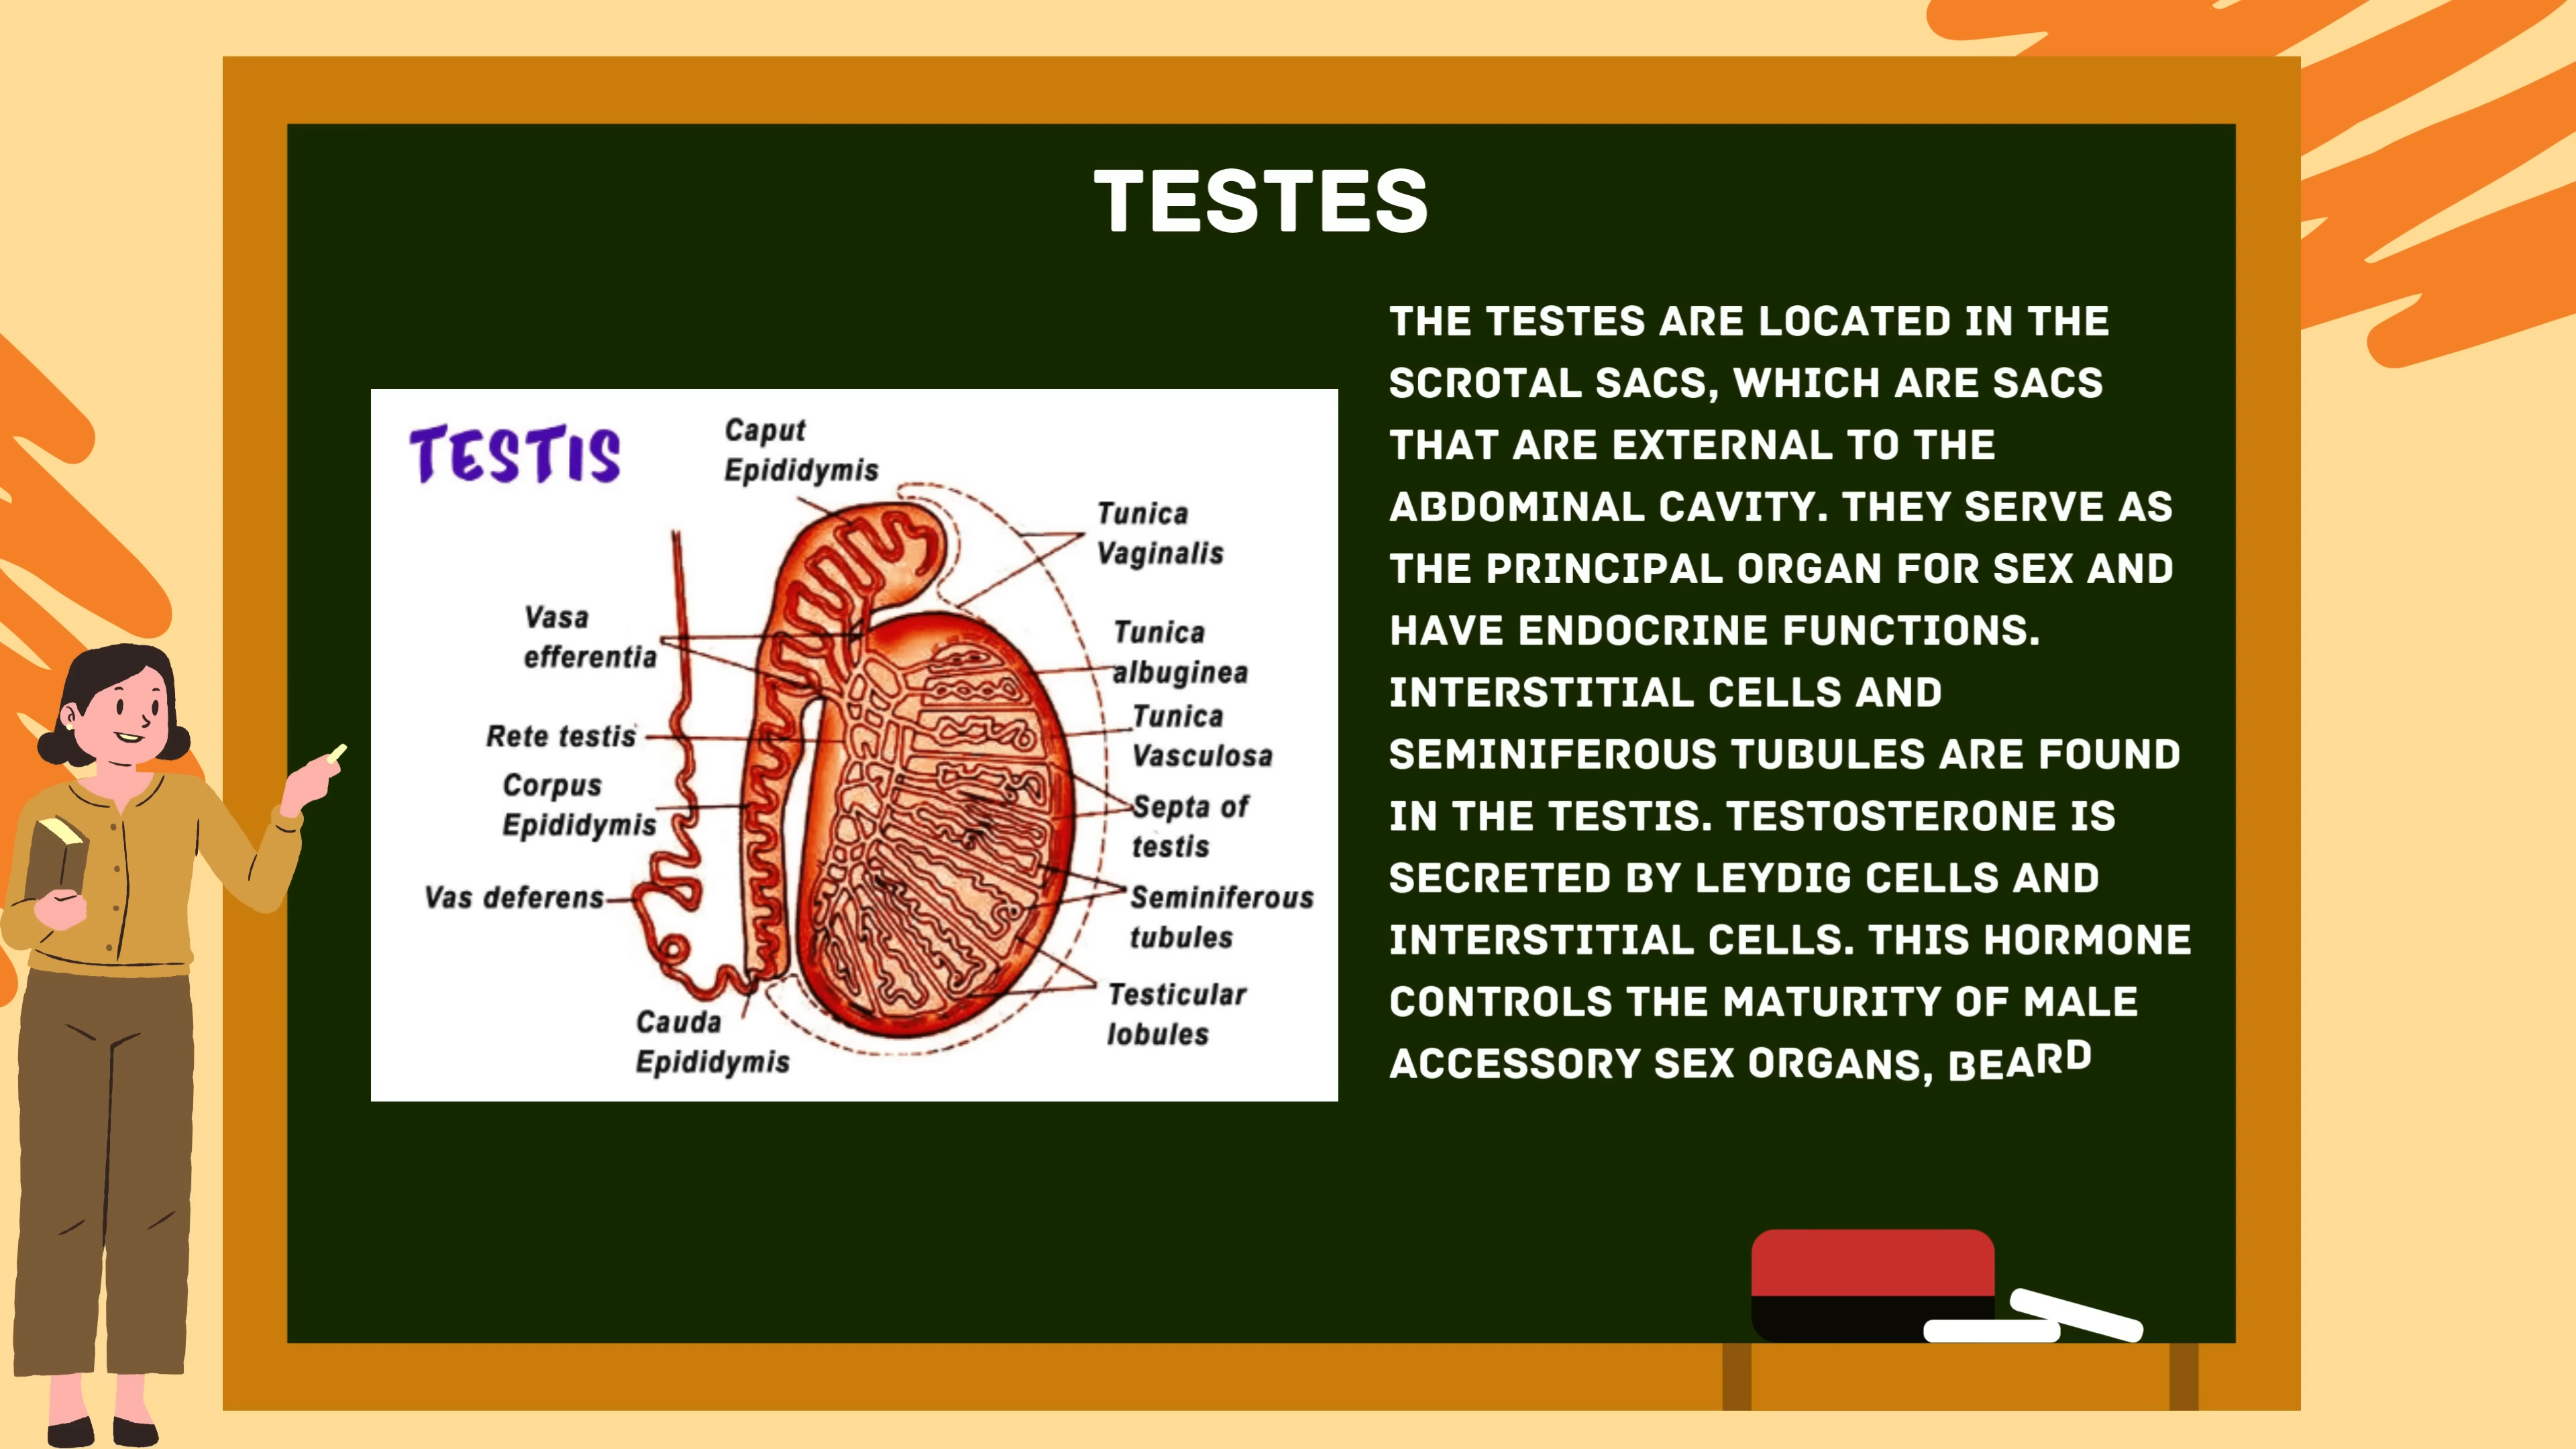 TESTES
TESTIS
Caput
Epididymis
Tunica
Vaginalis
Vasa
efferentia
Tunica
albuginea
Rete testis
Tunica
Vasculosa
Corpus
Epididymis
Septa of
testis
Vas deferens
Seminiferous
tubules
Testicular
lobules
Cauda
Epididymis
THE TESTES ARE LOCATED IN THE
SCROTAL SACS, WHICH ARE SACS
THAT ARE EXTERNAL TO THE
ABDOMINAL CAVITY. THEY SERVE AS
THE PRINCIPAL ORGAN FOR SEX AND
HAVE ENDOCRINE FUNCTIONS.
INTERSTITIAL CELLS AND
SEMINIFEROUS TUBULES ARE FOUND
IN THE TESTIS. TESTOSTERONE IS
SECRETED BY LEYDIG CELLS AND
INTERSTITIAL CELLS. THIS HORMONE
CONTROLS THE MATURITY OF MALE
ACCESSORY SEX ORGANS, BEARD